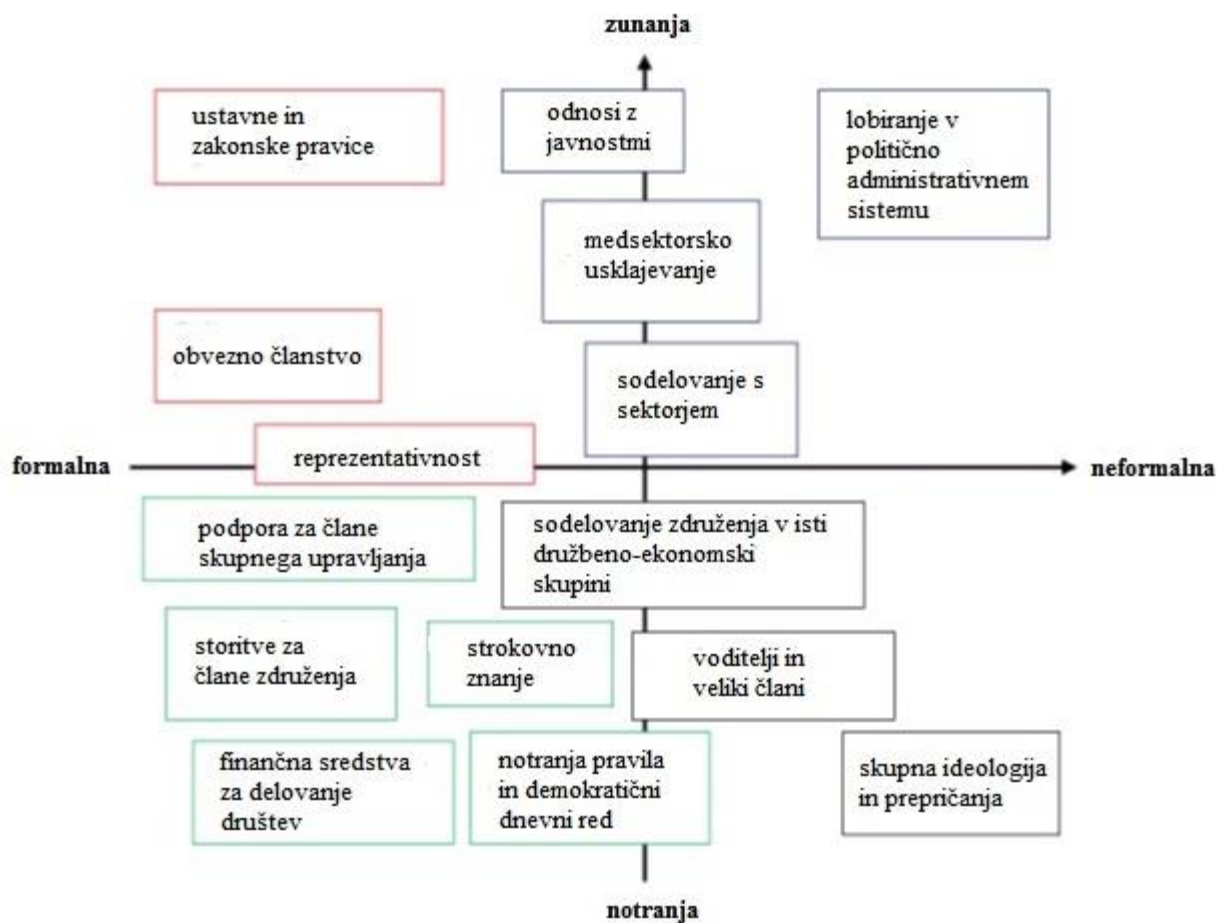 zunanja
ustavne in
zakonske pravice
odnosi z
javnostmi
lobiranje v
politično
administrativnem
sistemu
medsektorsko
usklajevanje
obvezno članstvo
sodelovanje s
sektorjem
formalna
reprezentativnost
neformalna
podpora za člane
skupnega upravljanja
sodelovanje združenja v isti
družbeno-ekonomski
skupini
storitve za
člane združenja
strokovno
znanje
voditelji in
veliki člani
finančna sredstva
za delovanje
društev
notranja pravila
in demokratični
dnevni red
skupna ideologija
in prepričanja
notranja